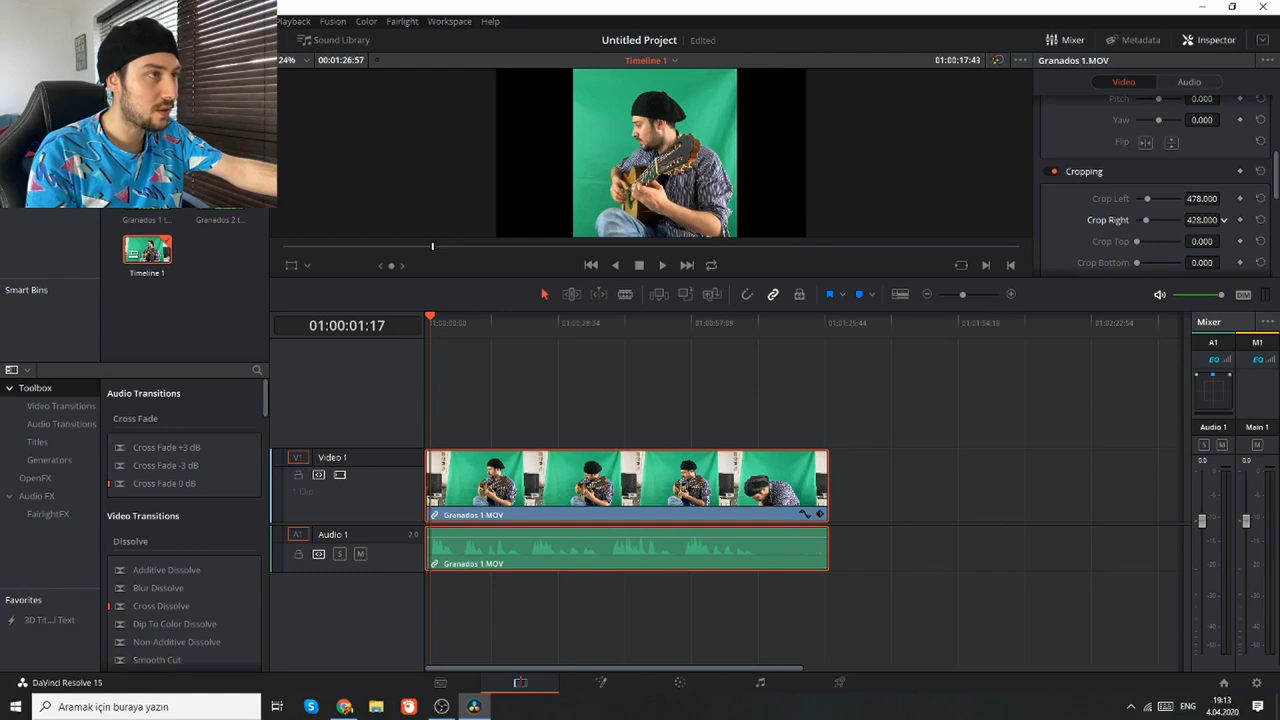 Playback Fusion Color Fairlight Workspace Help
Sound Library
Untitled Project Edited
Mixer Metadata Inspector
24% 00:01:26:57
Timeline 1
01:00:17:43
Granados 1.MOV
Video Audio
Pitch 0.000
Yaw 0.000
Flip
Cropping
Crop Left 478.000
Crop Right 428.000
Crop Top 0.000
Crop Bottom 0.000
Granados 1 t... Granados 2 t...
Timeline 1
Smart Bins
DIM
01:00:01:17
01:00:28:34
01:00:57:08
01:01:25:44
01:01:54:15
01:02:22:54
Mixer
A1 M1
EQ EQ
Audio 1 Main 1
S M M
0.0 0.0
Toolbox
Video Transitions
Audio Transitions
Titles
Generators
OpenFX
Audio FX
FairlightFX
Favorites
3D Tit...l Text
Audio Transitions
Cross Fade
Cross Fade +3 dB
Cross Fade -3 dB
Cross Fade 0 dB
Video Transitions
Dissolve
Additive Dissolve
Blur Dissolve
Cross Dissolve
Dip To Color Dissolve
Non-Additive Dissolve
Smooth Cut
V1 Video 1
1 Clip
Granados 1.MOV
A1 Audio 1 2.0
S M
Granados 1.MOV
DaVinci Resolve 15
Aramak için buraya yazın
ENG
19:13
4.04.2020